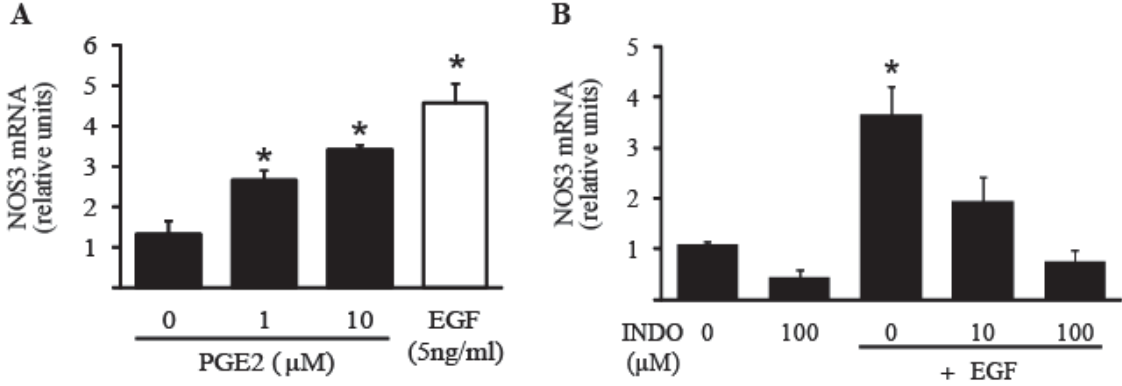 A
NOS3 mRNA
(relative units)
6
5
4
3
2
1
*
*
*
0 1 10 EGF
PGE2 (µM) (5ng/ml)
B
NOS3 mRNA
(relative units)
5
4
3
2
1
*
INDO 0 100 0 10 100
(µM)
+ EGF